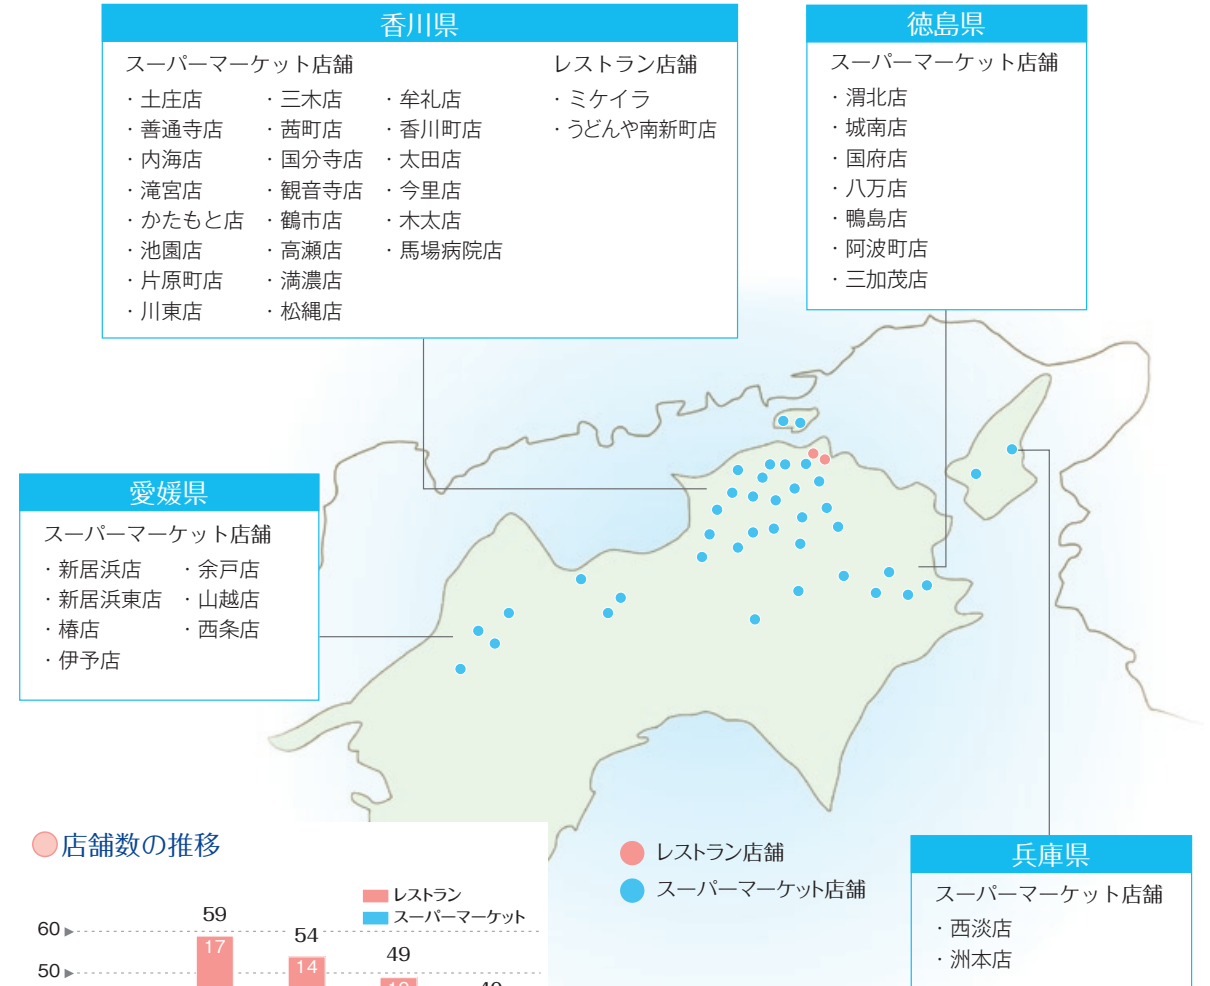 香川県
スーパーマーケット店舗
・土庄店
・善通寺店
・内海店
・滝宮店
・かたもと店
・池園店
・片原町店
・川東店
・三木店
・茜町店
・国分寺店
・観音寺店
・鶴市店
・高瀬店
・満濃店
・松縄店
・牟礼店
・香川町店
・太田店
・今里店
・木太店
・馬場病院店
レストラン店舗
・ミケイラ
・うどんや南新町店
徳島県
スーパーマーケット店舗
・渭北店
・城南店
・国府店
・八万店
・鴨島店
・阿波町店
・三加茂店
愛媛県
スーパーマーケット店舗
・新居浜店
・新居浜東店
・椿店
・伊予店
・余戸店
・山越店
・西条店
店舗数の推移
レストラン
スーパーマーケット
60
50
59
17
54
14
49
レストラン店舗
スーパーマーケット店舗
兵庫県
スーパーマーケット店舗
・西淡店
・洲本店